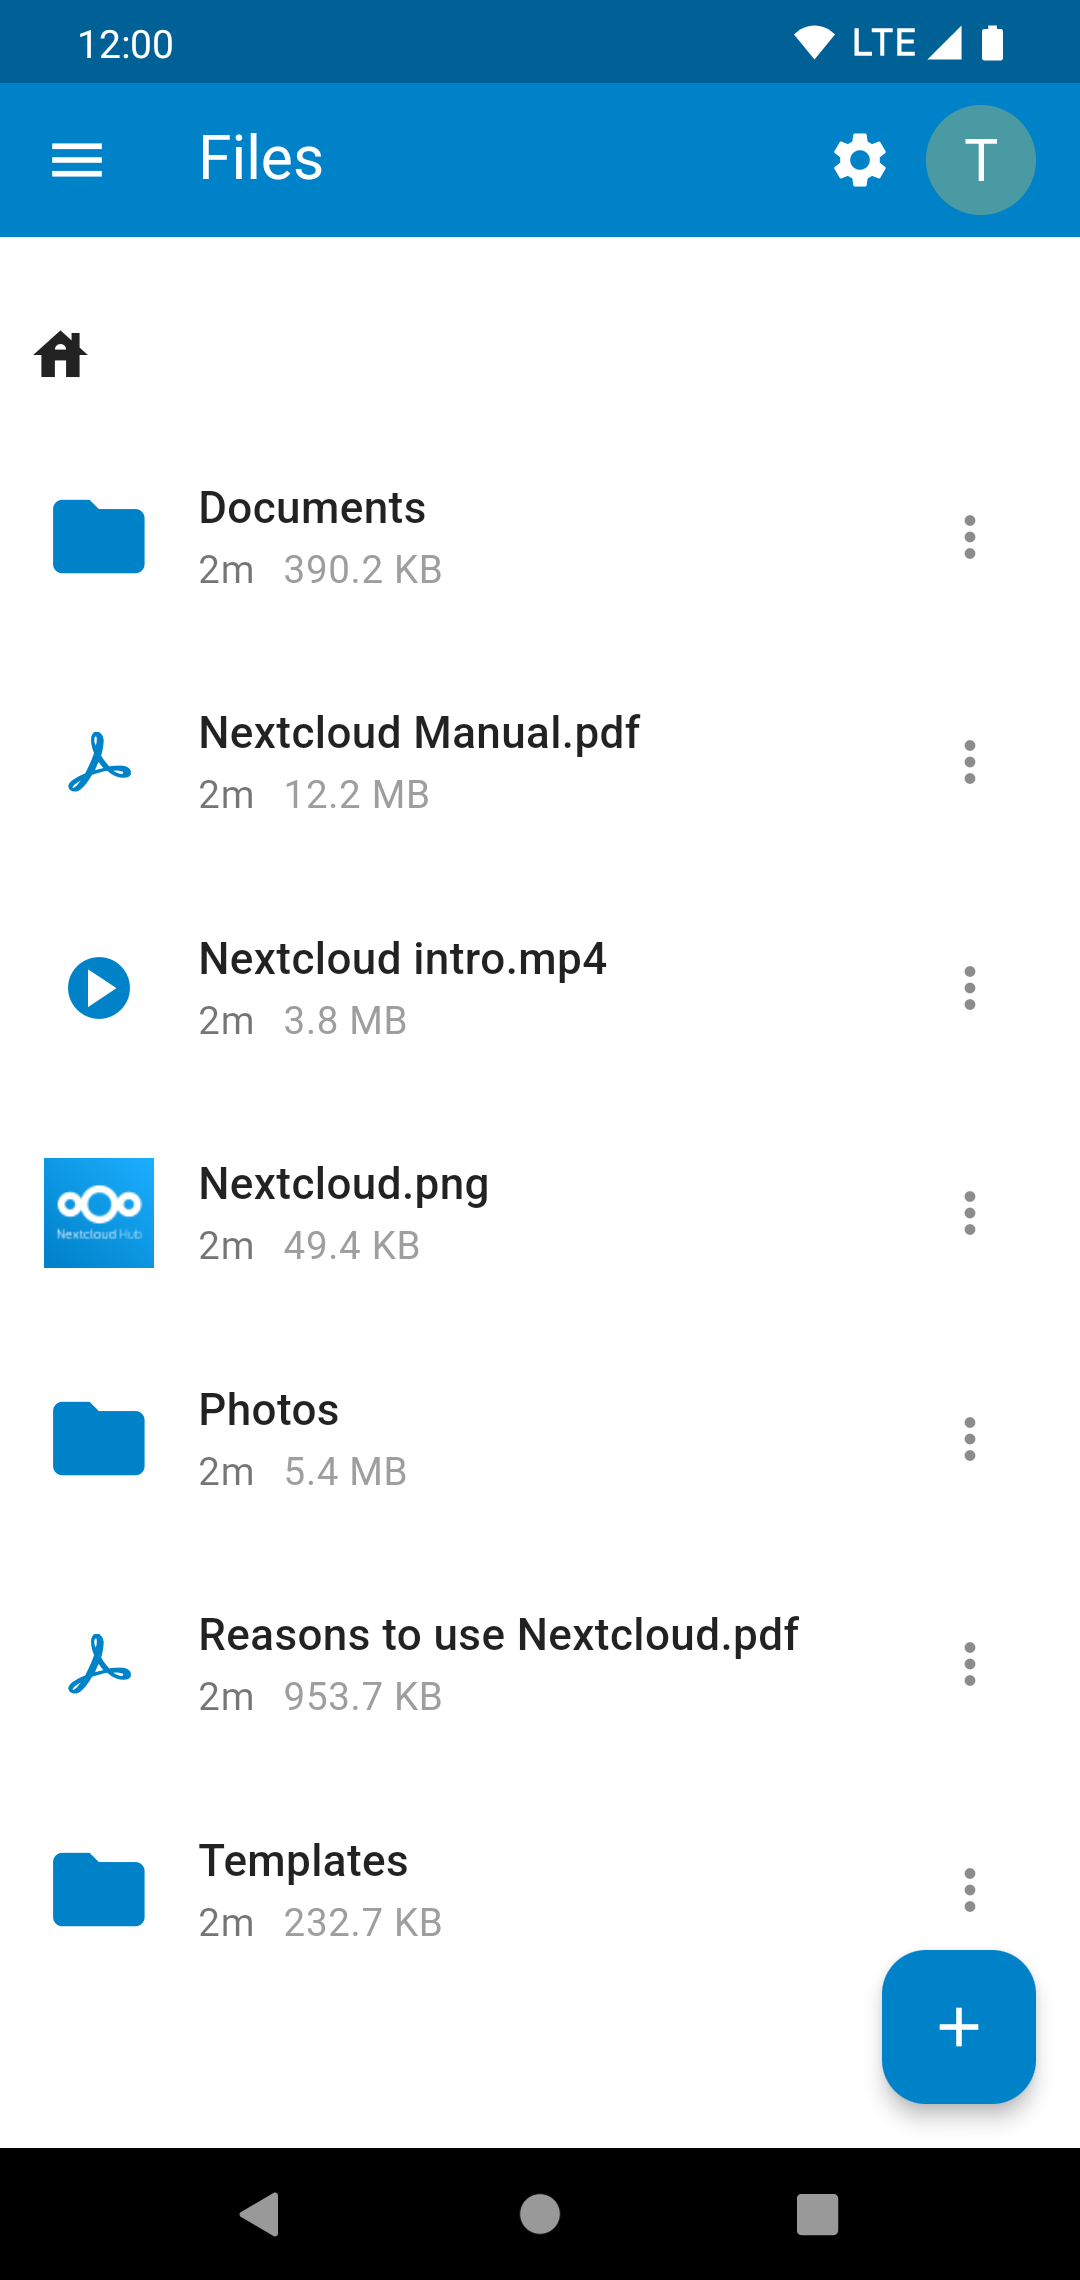 12:00 LTE
Files T
Documents
2m 390.2 KB
Nextcloud Manual.pdf
2m 12.2 MB
Nextcloud intro.mp4
2m 3.8 MB
Nextcloud Hub
Nextcloud.png
2m 49.4 KB
Photos
2m 5.4 MB
Reasons to use Nextcloud.pdf
2m 953.7 KB
Templates
2m 232.7 KB